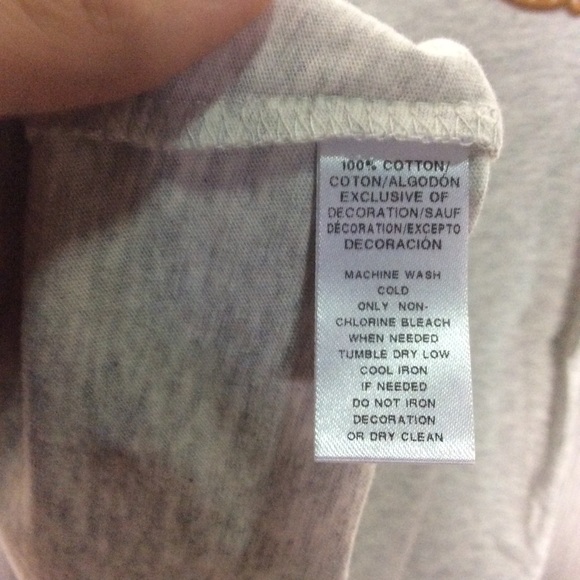 100% COTTON/
COTON/ALGODÓN
EXCLUSIVE OF
DECORATION/SAUF
DÉCORATION/EXCEPTO
DECORACIÓN
MACHINE WASH
COLD
ONLY NON-
CHLORINE BLEACH
WHEN NEEDED
TUMBLE DRY LOW
COOL IRON
IF NEEDED
DO NOT IRON
DECORATION
OR DRY CLEAN